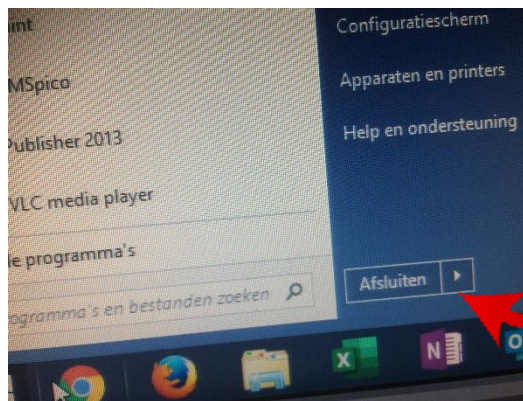 int
MSpico
Publisher 2013
VLC media player
le programma's
ogramma's en bestanden zoeken
Configuratiescherm
Apparaten en printers
Help en ondersteuning
Afsluiten
X
N
O